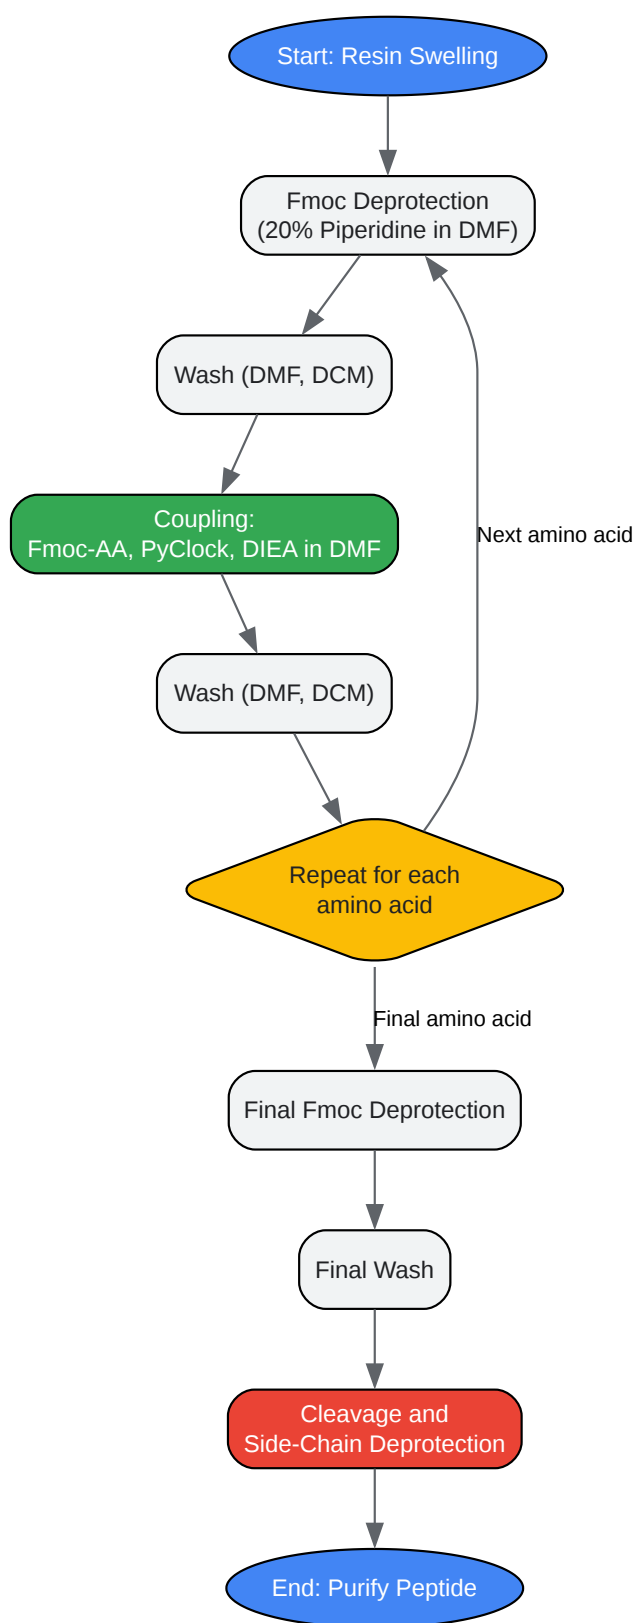 Start: Resin Swelling
Fmoc Deprotection
(20% Piperidine in DMF)
Wash (DMF, DCM)
Coupling:
Fmoc-AA, PyClock, DIEA in DMF
Next amino acid
Wash (DMF, DCM)
Repeat for each
amino acid
Final amino acid
Final Fmoc Deprotection
Final Wash
Cleavage and
Side-Chain Deprotection
End: Purify Peptide